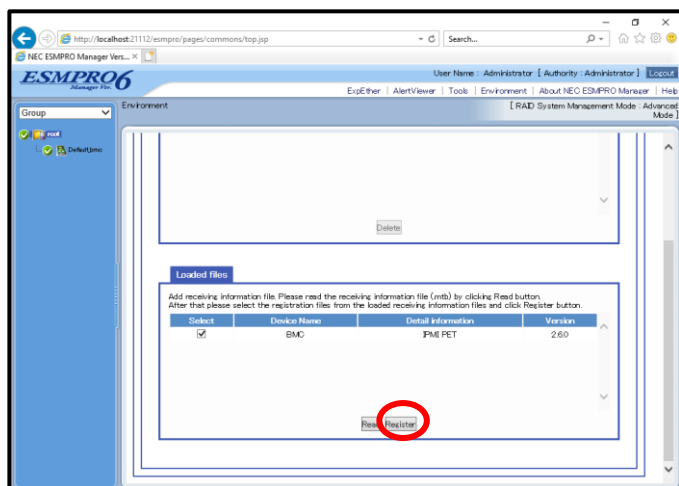 http://localhost:21112/esmpro/pages/commons/top.jsp
Search...
NEC ESMPRO Manager Vers...
ESMPRO6
Manager Ver.
User Name : Administrator [ Authority : Administrator ] Logout
ExpEther | AlertViewer | Tools | Environment | About NEC ESMPRO Manager | Help
Group
Environment
[ RAID System Management Mode : Advanced
Mode ]
root
Default_bmc
Delete
Loaded files
Add receiving information file. Please read the receiving information file (.mtb) by clicking Read button.
After that please select the registration files from the loaded receiving information files and click Register button.
Select Device Name Detail information Version
BMC IPMI PET 2.6.0
Read Register